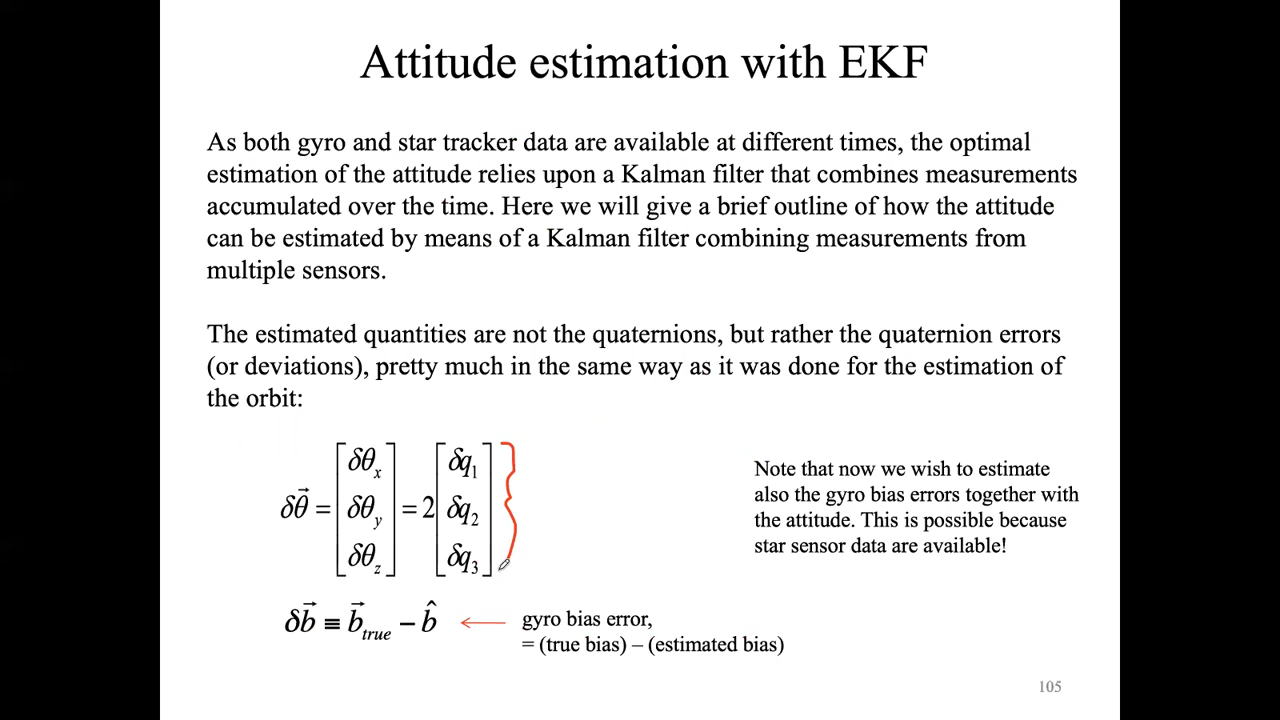 Attitude estimation with EKF
As both gyro and star tracker data are available at different times, the optimal
estimation of the attitude relies upon a Kalman filter that combines measurements
accumulated over the time. Here we will give a brief outline of how the attitude
can be estimated by means of a Kalman filter combining measurements from
multiple sensors.
The estimated quantities are not the quaternions, but rather the quaternion errors
(or deviations), pretty much in the same way as it was done for the estimation of
the orbit:
δθ⃗ = [δθ_x δθ_y δθ_z] = 2 [δq₁ δq₂ δq₃]
Note that now we wish to estimate
also the gyro bias errors together with
the attitude. This is possible because
star sensor data are available!
δb⃗ ≡ b⃗_true − b̂ ← gyro bias error,
= (true bias) – (estimated bias)
105